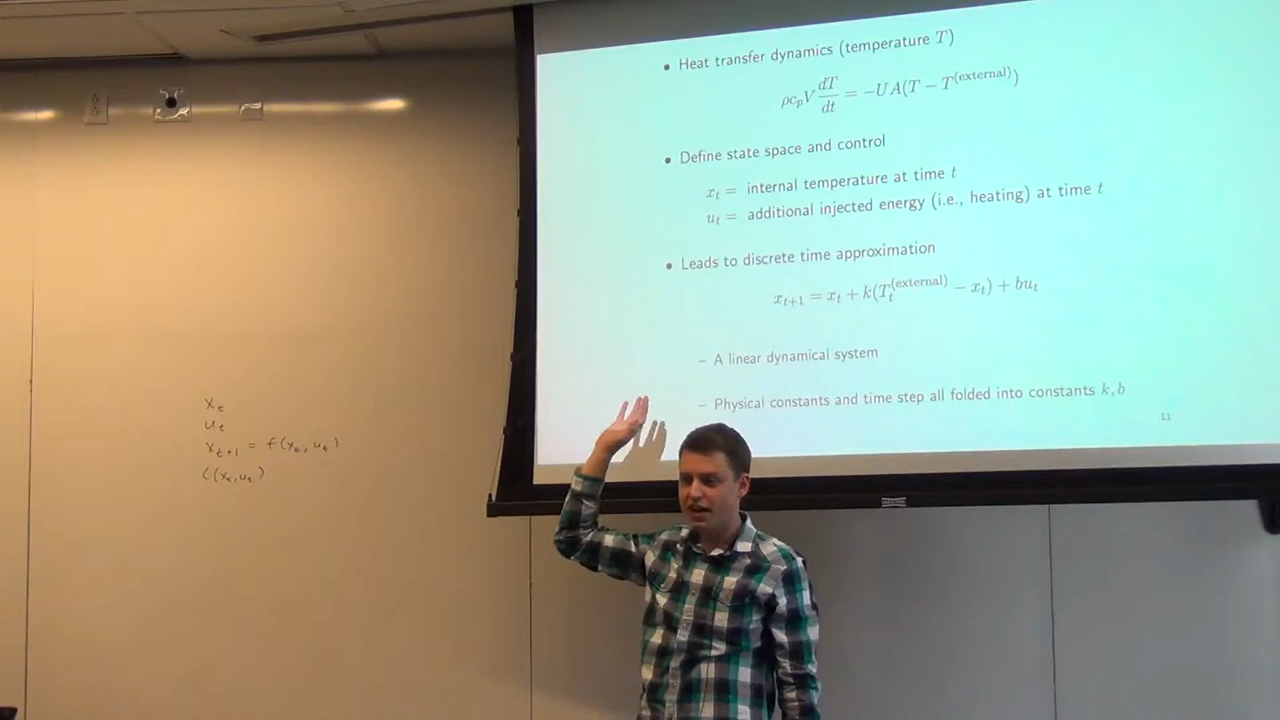 • Heat transfer dynamics (temperature T)
ρc_pV dT/dt = −UA(T − T^(external))
• Define state space and control
x_t = internal temperature at time t
u_t = additional injected energy (i.e., heating) at time t
• Leads to discrete time approximation
x_{t+1} = x_t + k(T_t^(external) − x_t) + bu_t
– A linear dynamical system
– Physical constants and time step all folded into constants k, b
11
x_t
u_t
x_{t+1} = f(x_t, u_t)
C(x_t, u_t)